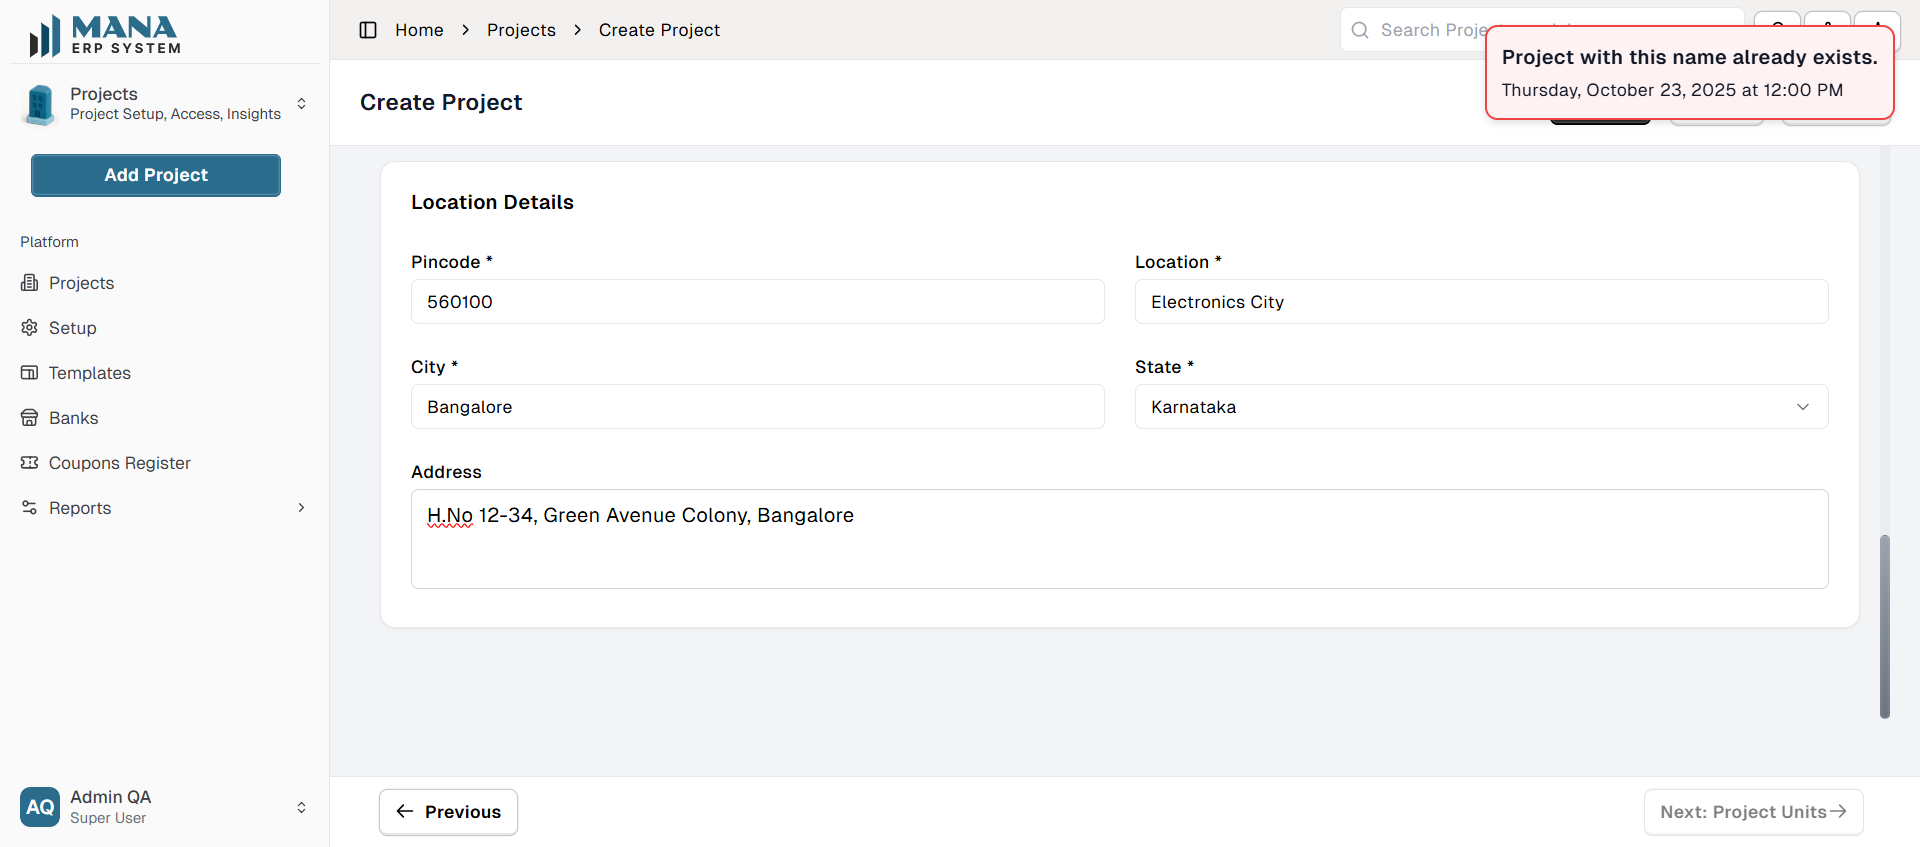 MANA
ERP SYSTEM
Projects
Project Setup, Access, Insights
Add Project
Platform
Projects
Setup
Templates
Banks
Coupons Register
Reports
AQ
Admin QA
Super User
Home
Projects
Create Project
Search
Project with this name already exists.
Thursday, October 23, 2025 at 12:00 PM
Create Project
Location Details
Pincode *
560100
Location *
Electronics City
City *
Bangalore
State *
Karnataka
Address
H.No 12-34, Green Avenue Colony, Bangalore
Previous
Next: Project Units